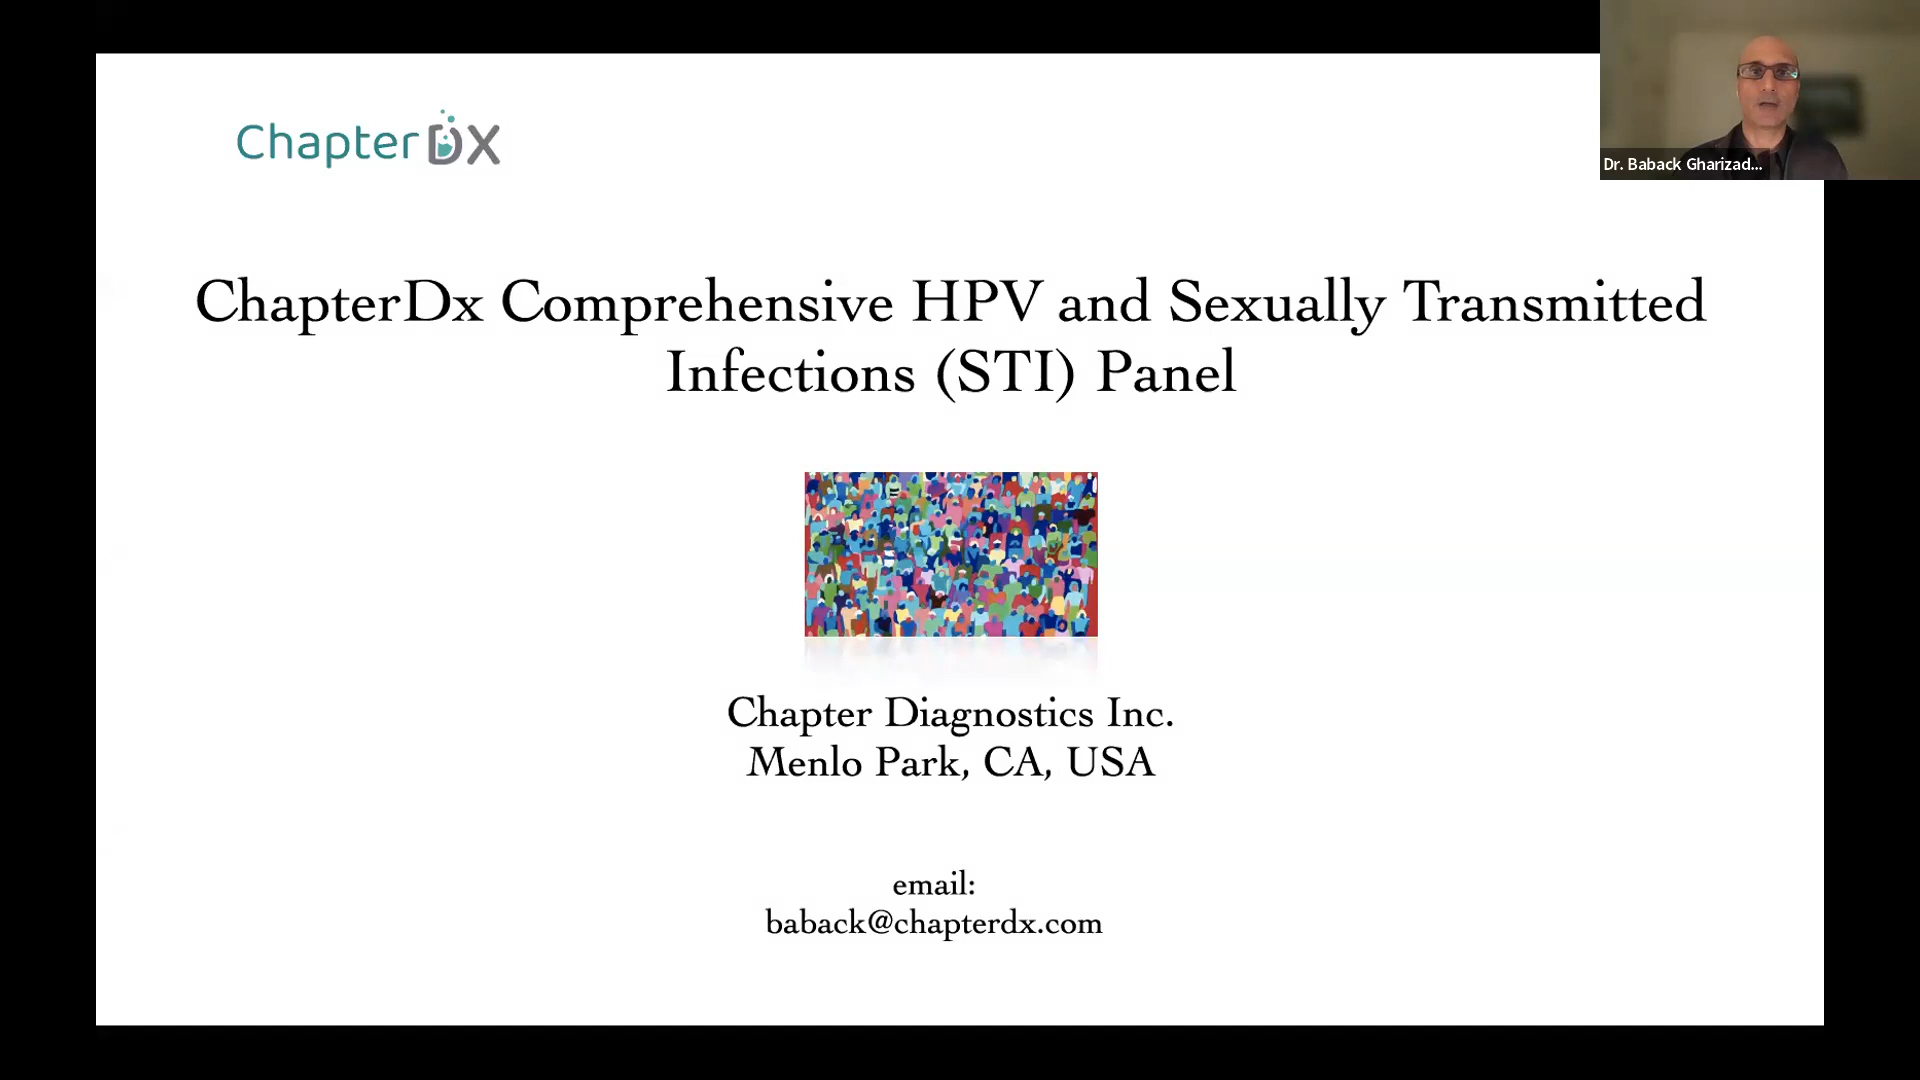 ChapterDX
Dr. Baback Gharizad...
ChapterDx Comprehensive HPV and Sexually Transmitted
Infections (STI) Panel
Chapter Diagnostics Inc.
Menlo Park, CA, USA
email:
baback@chapterdx.com